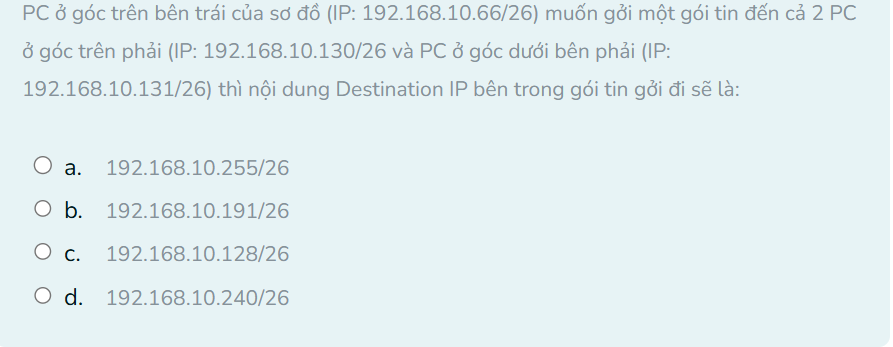 PC ở góc trên bên trái của sơ đồ (IP: 192.168.10.66/26) muốn gởi một gói tin đến cả 2 PC
ở góc trên phải (IP: 192.168.10.130/26 và PC ở góc dưới bên phải (IP:
192.168.10.131/26) thì nội dung Destination IP bên trong gói tin gởi đi sẽ là:
a. 192.168.10.255/26
b. 192.168.10.191/26
c. 192.168.10.128/26
d. 192.168.10.240/26